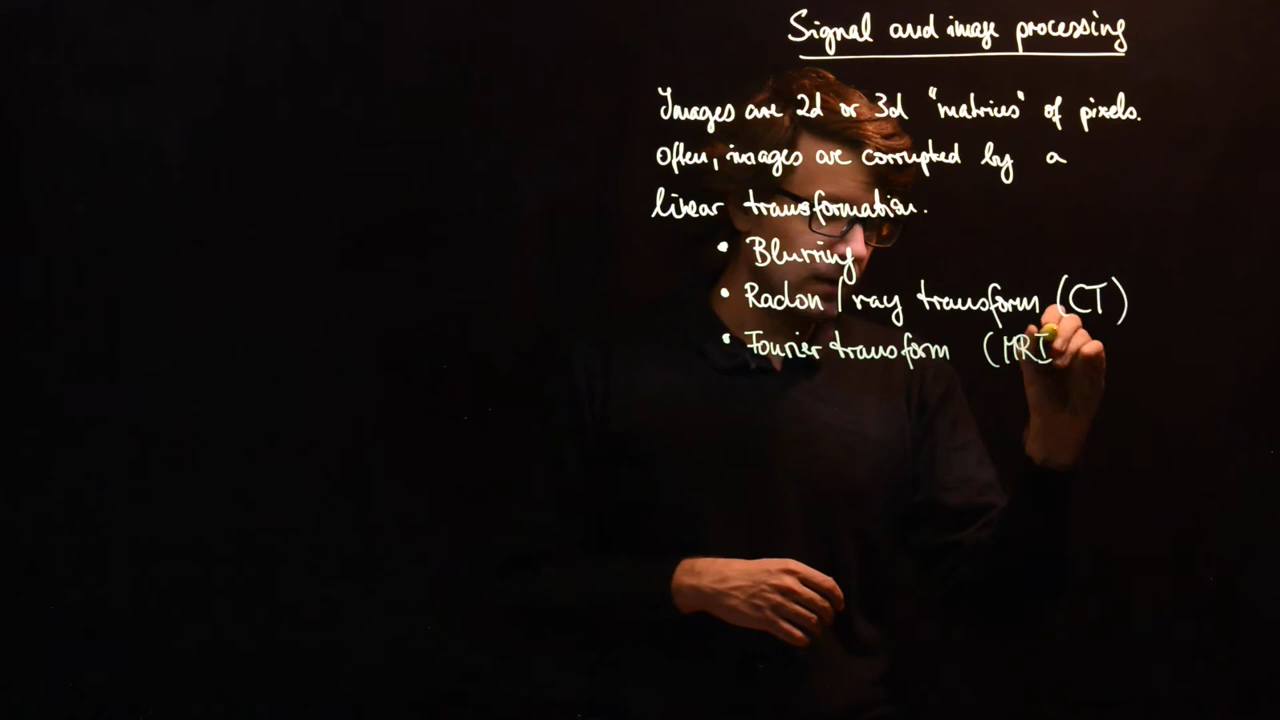 Signal and image processing
Images are 2d or 3d "matrices" of pixels.
Often, images are corrupted by a
linear transformation.
• Blurring
• Radon / ray transform (CT)
• Fourier transform (MRI